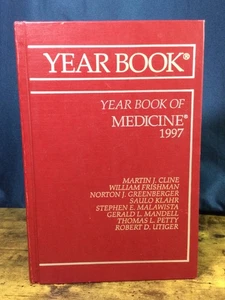 YEAR BOOK®
YEAR BOOK OF
MEDICINE®
1997
MARTIN J. CLINE
WILLIAM FRISHMAN
NORTON J. GREENBERGER
SAULO KLAHR
STEPHEN E. MALAWISTA
GERALD L. MANDELL
THOMAS L. PETTY
ROBERT D. UTIGER